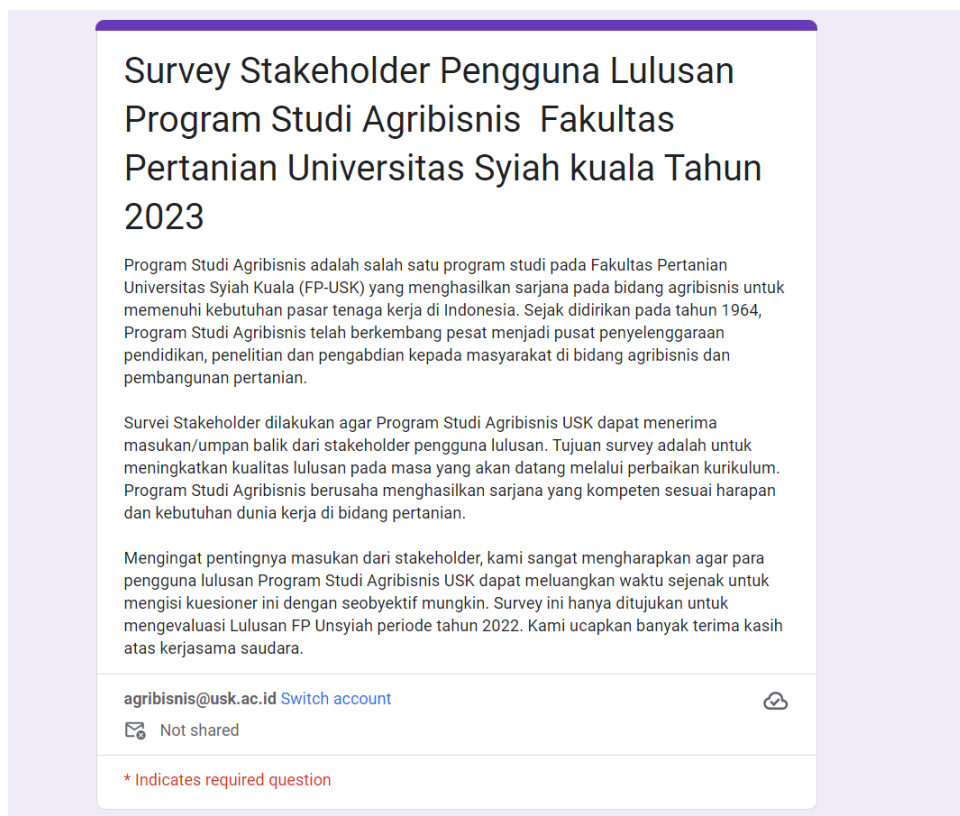 Survey Stakeholder Pengguna Lulusan
Program Studi Agribisnis  Fakultas
Pertanian Universitas Syiah kuala Tahun
2023
Program Studi Agribisnis adalah salah satu program studi pada Fakultas Pertanian
Universitas Syiah Kuala (FP-USK) yang menghasilkan sarjana pada bidang agribisnis untuk
memenuhi kebutuhan pasar tenaga kerja di Indonesia. Sejak didirikan pada tahun 1964,
Program Studi Agribisnis telah berkembang pesat menjadi pusat penyelenggaraan
pendidikan, penelitian dan pengabdian kepada masyarakat di bidang agribisnis dan
pembangunan pertanian.
Survei Stakeholder dilakukan agar Program Studi Agribisnis USK dapat menerima
masukan/umpan balik dari stakeholder pengguna lulusan. Tujuan survey adalah untuk
meningkatkan kualitas lulusan pada masa yang akan datang melalui perbaikan kurikulum.
Program Studi Agribisnis berusaha menghasilkan sarjana yang kompeten sesuai harapan
dan kebutuhan dunia kerja di bidang pertanian.
Mengingat pentingnya masukan dari stakeholder, kami sangat mengharapkan agar para
pengguna lulusan Program Studi Agribisnis USK dapat meluangkan waktu sejenak untuk
mengisi kuesioner ini dengan seobyektif mungkin. Survey ini hanya ditujukan untuk
mengevaluasi Lulusan FP Unsyiah periode tahun 2022. Kami ucapkan banyak terima kasih
atas kerjasama saudara.
agribisnis@usk.ac.id Switch account
Not shared
* Indicates required question